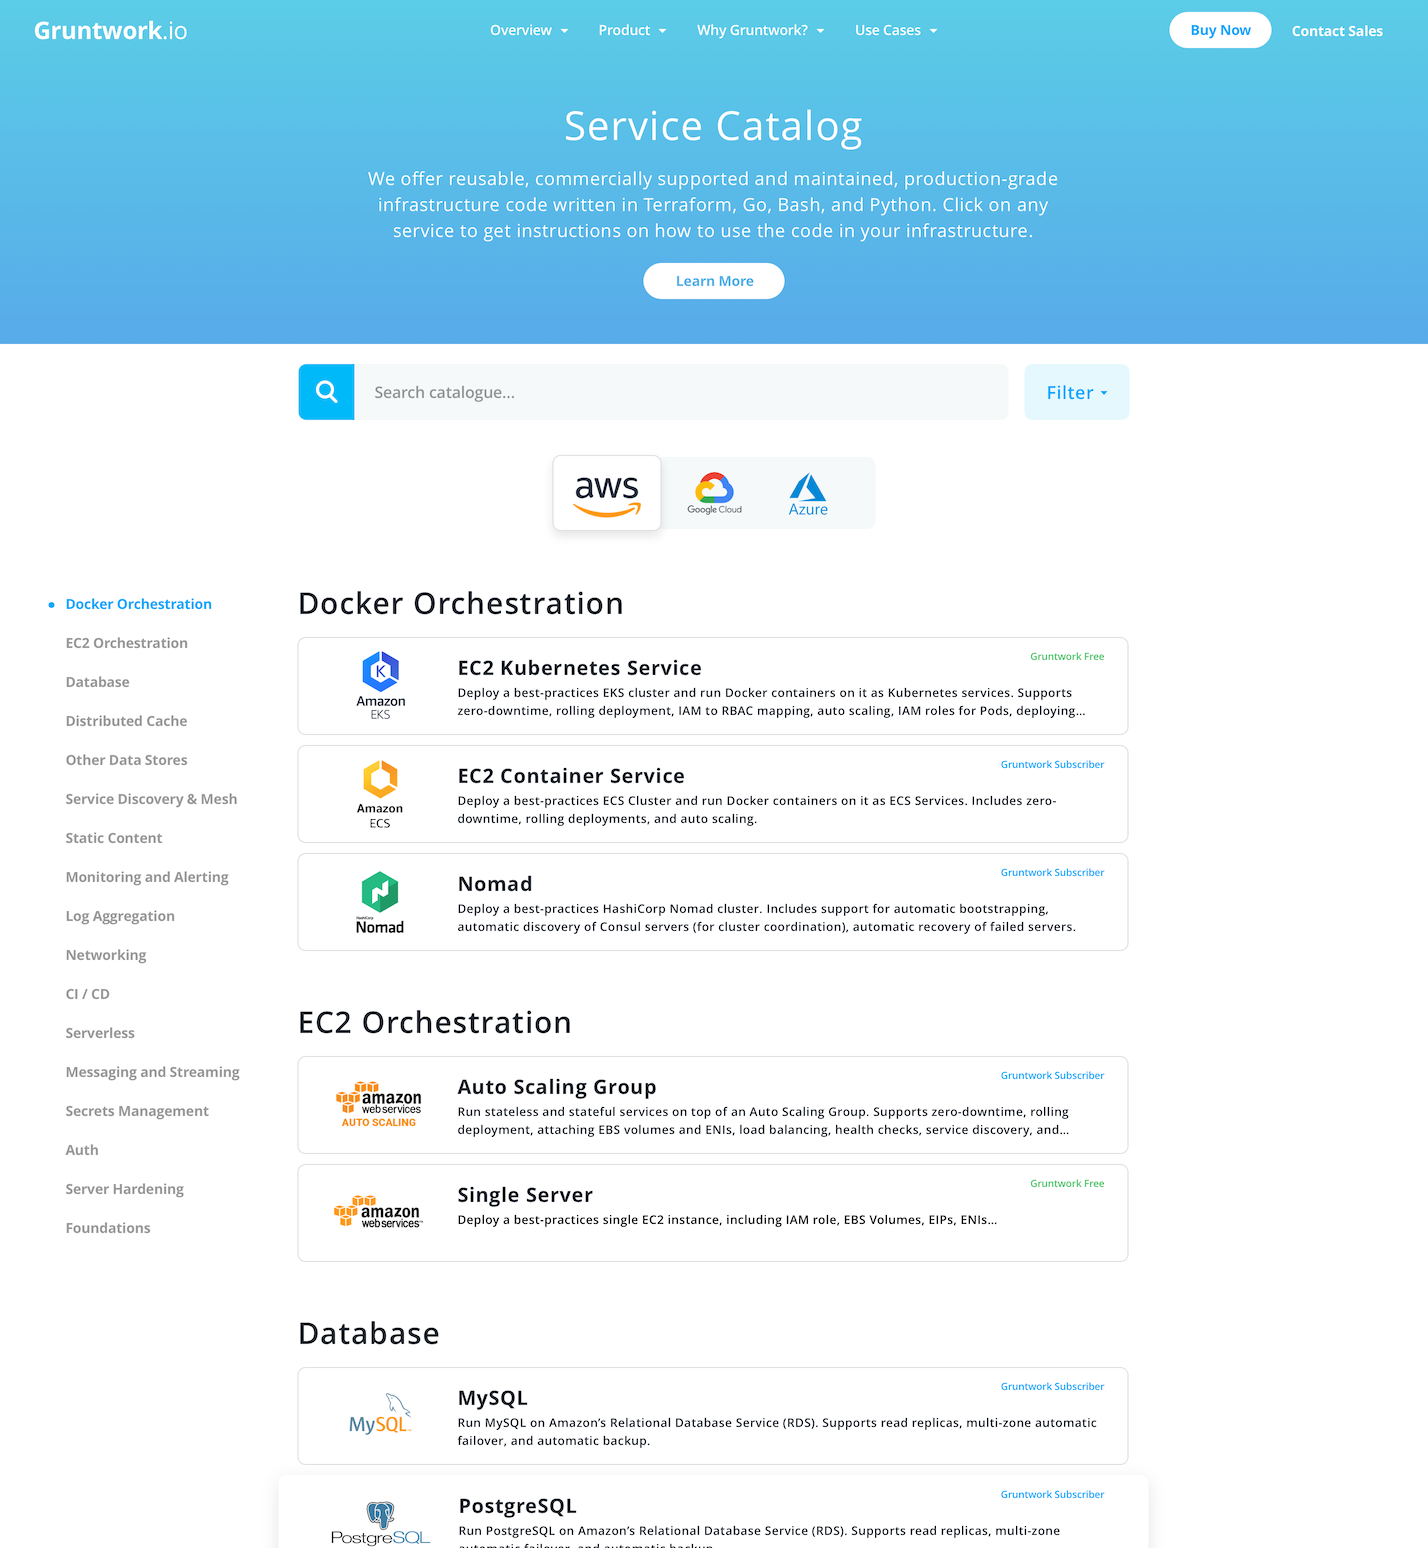 Gruntwork.io
Overview
Product
Why Gruntwork?
Use Cases
Buy Now
Contact Sales
Service Catalog
We offer reusable, commercially supported and maintained, production-grade
infrastructure code written in Terraform, Go, Bash, and Python. Click on any
service to get instructions on how to use the code in your infrastructure.
Learn More
Search catalogue...
Filter
aws
Google Cloud
Azure
Docker Orchestration
EC2 Orchestration
Database
Distributed Cache
Other Data Stores
Service Discovery & Mesh
Static Content
Monitoring and Alerting
Log Aggregation
Networking
CI / CD
Serverless
Messaging and Streaming
Secrets Management
Auth
Server Hardening
Foundations
Docker Orchestration
K
Amazon
EKS
EC2 Kubernetes Service
Gruntwork Free
Deploy a best-practices EKS cluster and run Docker containers on it as Kubernetes services. Supports
zero-downtime, rolling deployment, IAM to RBAC mapping, auto scaling, IAM roles for Pods, deploying...
Amazon
ECS
EC2 Container Service
Gruntwork Subscriber
Deploy a best-practices ECS Cluster and run Docker containers on it as ECS Services. Includes zero-
downtime, rolling deployments, and auto scaling.
HashiCorp
Nomad
Nomad
Gruntwork Subscriber
Deploy a best-practices HashiCorp Nomad cluster. Includes support for automatic bootstrapping,
automatic discovery of Consul servers (for cluster coordination), automatic recovery of failed servers.
EC2 Orchestration
amazon
webservices
AUTO SCALING
Auto Scaling Group
Gruntwork Subscriber
Run stateless and stateful services on top of an Auto Scaling Group. Supports zero-downtime, rolling
deployment, attaching EBS volumes and ENIs, load balancing, health checks, service discovery, and...
amazon
webservices™
Single Server
Gruntwork Free
Deploy a best-practices single EC2 instance, including IAM role, EBS Volumes, EIPs, ENIs...
Database
MySQL
MySQL
Gruntwork Subscriber
Run MySQL on Amazon’s Relational Database Service (RDS). Supports read replicas, multi-zone automatic
failover, and automatic backup.
PostgreSQL
PostgreSQL
Gruntwork Subscriber
Run PostgreSQL on Amazon’s Relational Database Service (RDS). Supports read replicas, multi-zone
automatic failover, and automatic backup.